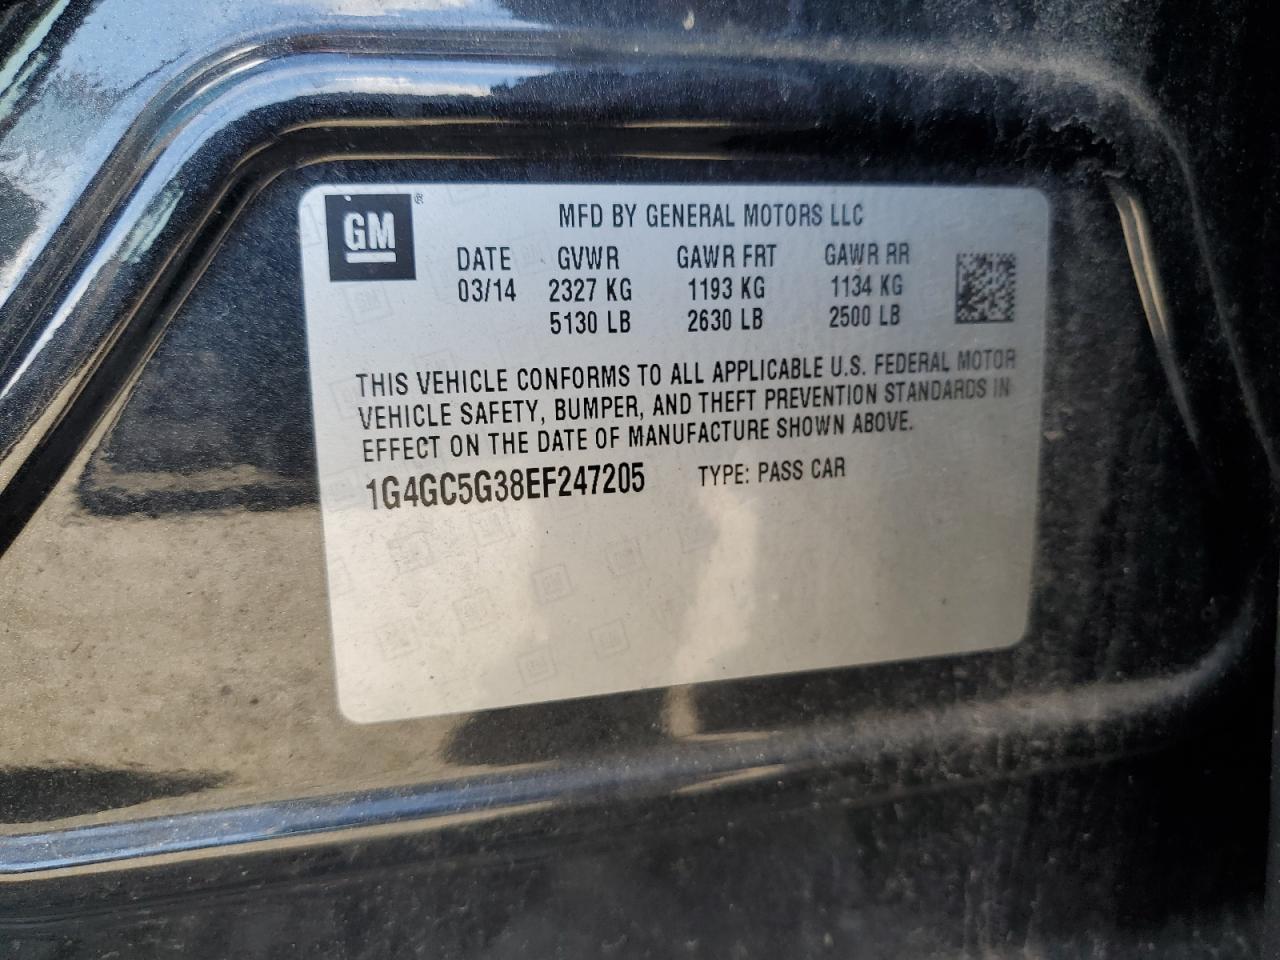 GM ®
MFD BY GENERAL MOTORS LLC
DATE GVWR GAWR FRT GAWR RR
03/14 2327 KG 1193 KG 1134 KG
5130 LB 2630 LB 2500 LB
THIS VEHICLE CONFORMS TO ALL APPLICABLE U.S. FEDERAL MOTOR
VEHICLE SAFETY, BUMPER, AND THEFT PREVENTION STANDARDS IN
EFFECT ON THE DATE OF MANUFACTURE SHOWN ABOVE.
1G4GC5G38EF247205 TYPE: PASS CAR